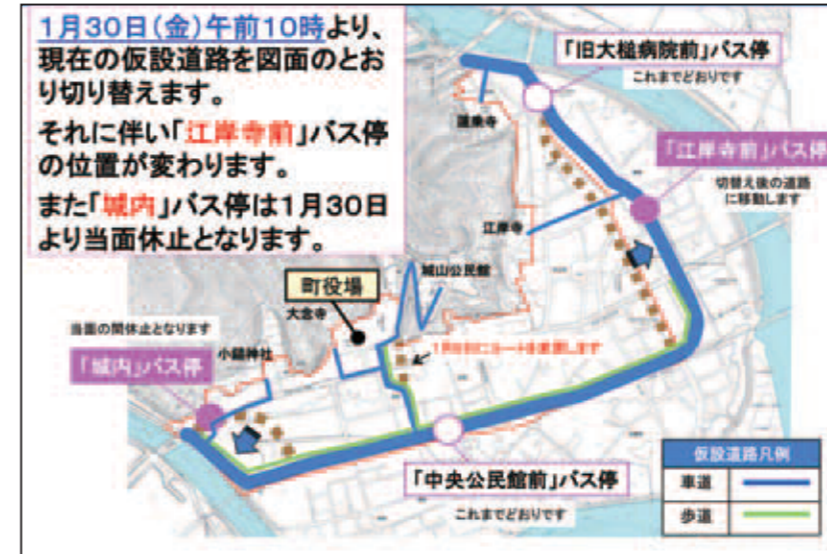 1月30日(金)午前10時より、
現在の仮設道路を図面のとお
り切り替えます。
それに伴い「江岸寺前」バス停
の位置が変わります。
また「城内」バス停は1月30日
より当面休止となります。
「旧大槌病院前」バス停
これまでどおりです
蓮乗寺
「江岸寺前」バス停
切替え後の道路
に移動します
江岸寺
城山公民館
町役場
大念寺
当面の間休止となります
小鎚神社
「城内」バス停
「中央公民館前」バス停
これまでどおりです
仮設道路凡例
車道
歩道